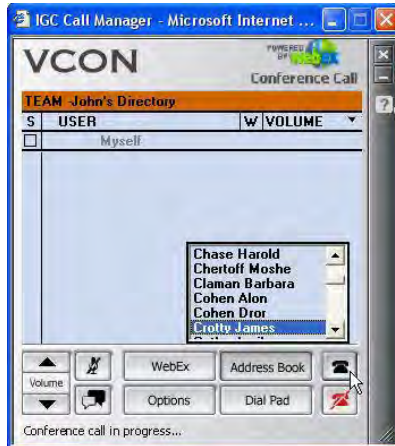 IGC Call Manager - Microsoft Internet ...
VCON
POWERED BY WebEx
Conference Call
TEAM -John's Directory
S USER W VOLUME
Myself
Chase Harold
Chertoff Moshe
Claman Barbara
Cohen Alon
Cohen Dror
Crotty James
WebEx Address Book
Volume
Options Dial Pad
Conference call in progress...